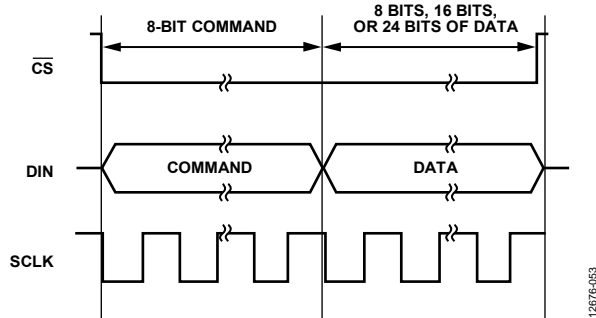 8-BIT COMMAND
8 BITS, 16 BITS,
OR 24 BITS OF DATA
CS
DIN
COMMAND
DATA
SCLK
12676-053